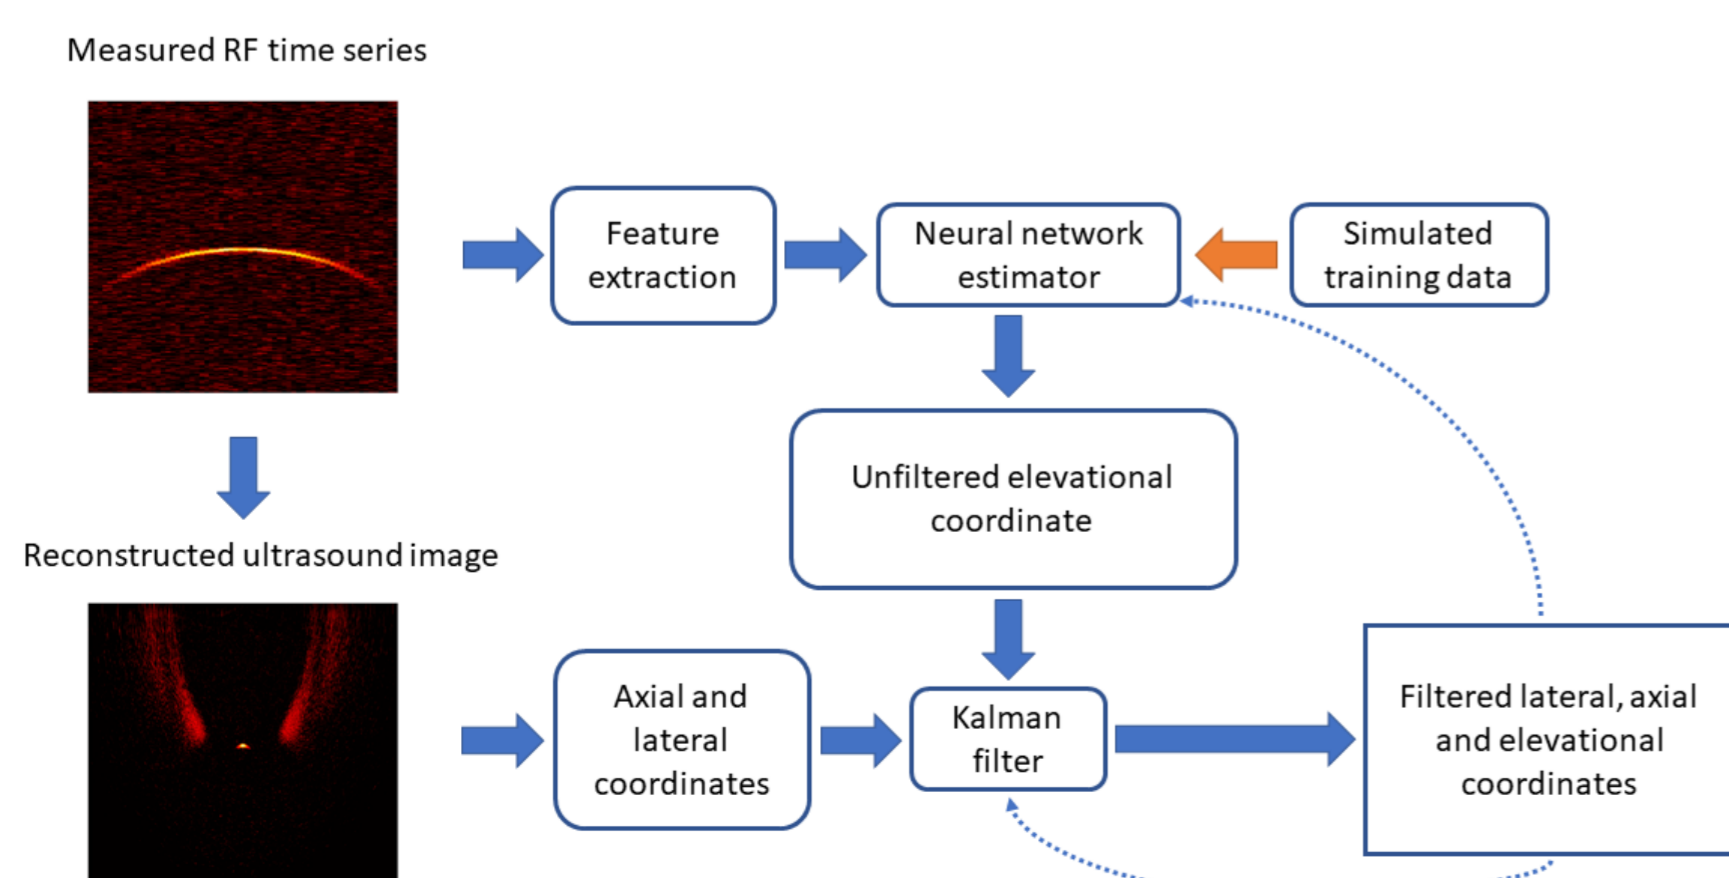 Measured RF time series
Feature
extraction
Neural network
estimator
Simulated
training data
Unfiltered elevational
coordinate
Reconstructed ultrasound image
Axial and
lateral
coordinates
Kalman
filter
Filtered lateral, axial
and elevational
coordinates